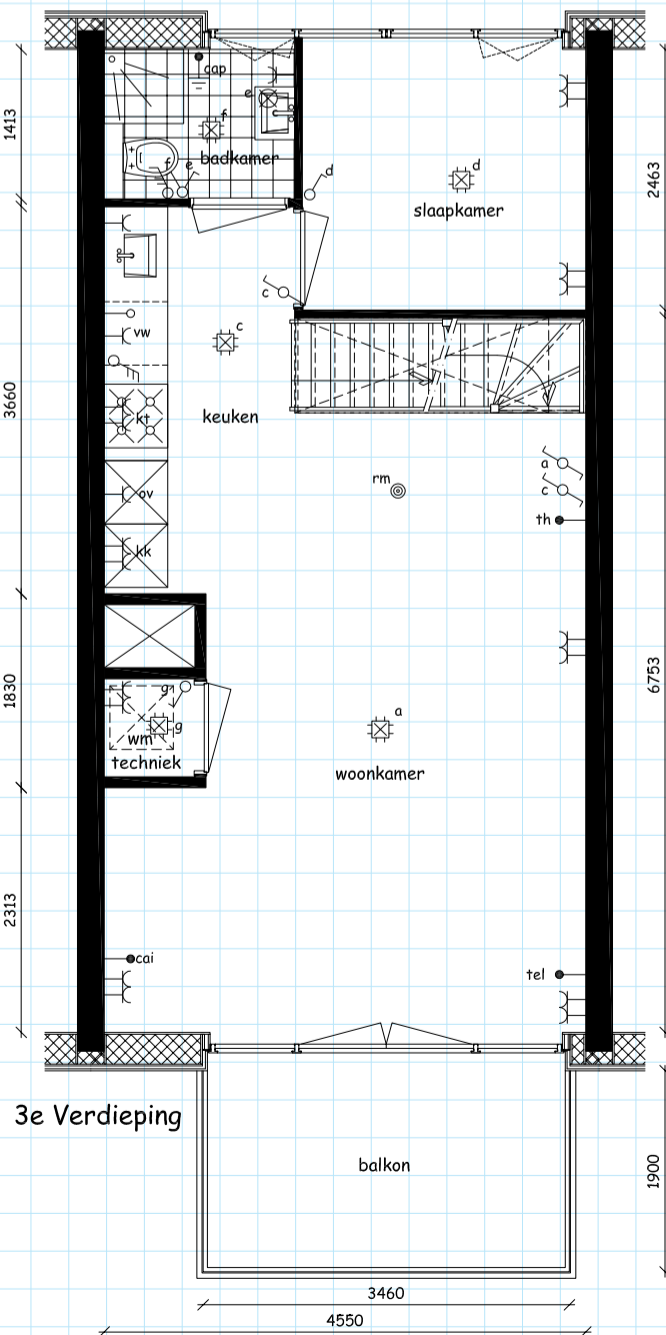 cap
1413
e
f
f
e
badkamer
d
d
2463
slaapkamer
c
c
vw
3660
kt
keuken
a
rm
ov
c
th
kk
1830
g
g
6753
a
wm
techniek
woonkamer
2313
cai
tel
3e Verdieping
balkon
1900
3460
4550